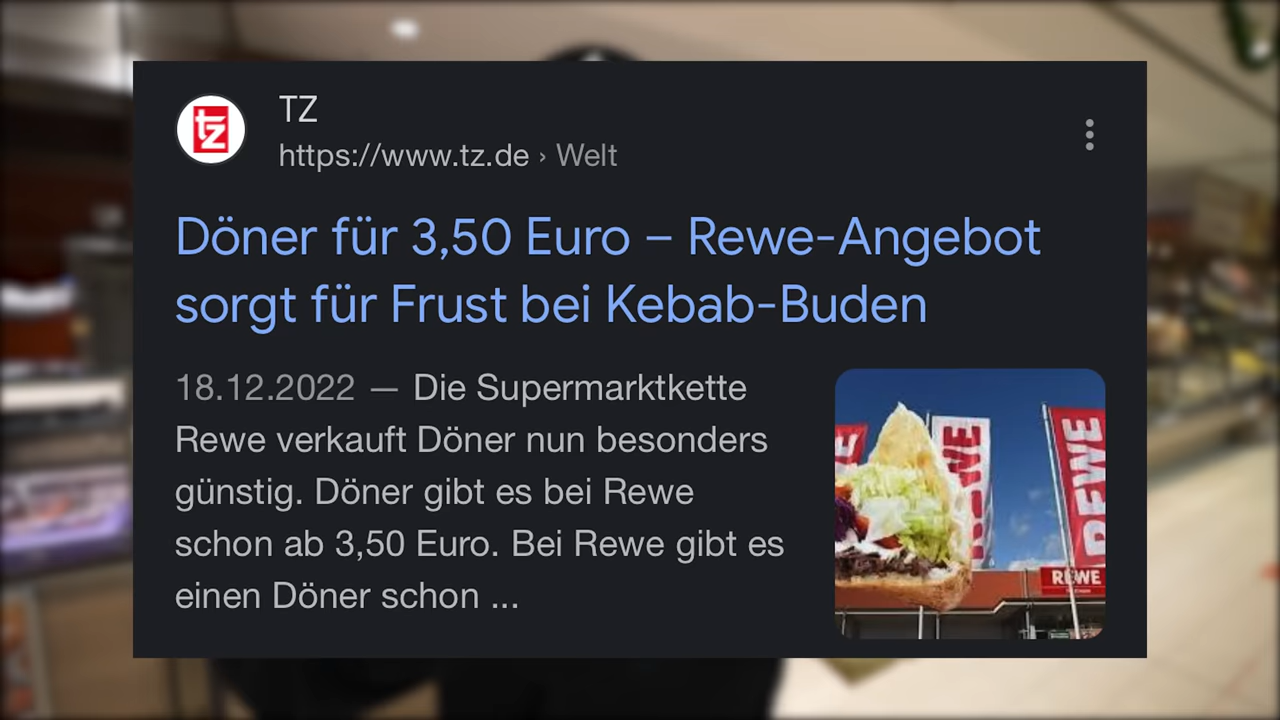 tz
TZ
https://www.tz.de › Welt
Döner für 3,50 Euro – Rewe-Angebot
sorgt für Frust bei Kebab-Buden
18.12.2022 — Die Supermarktkette
Rewe verkauft Döner nun besonders
günstig. Döner gibt es bei Rewe
schon ab 3,50 Euro. Bei Rewe gibt es
einen Döner schon ...
REWE
REWE